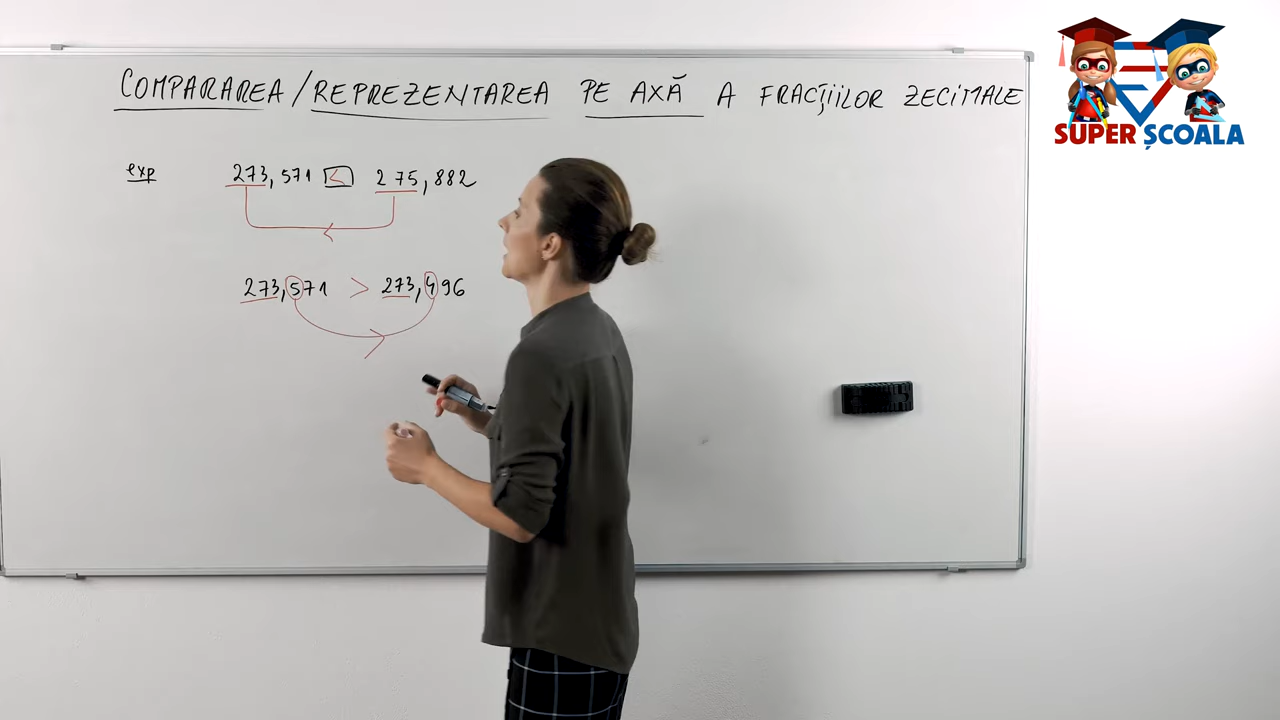 COMPARAREA / REPREZENTAREA PE AXĂ A FRACȚIILOR ZECIMALE
SUPER ȘCOALA
exp 273,571 < 275,882
<
273,571 > 273,496
>